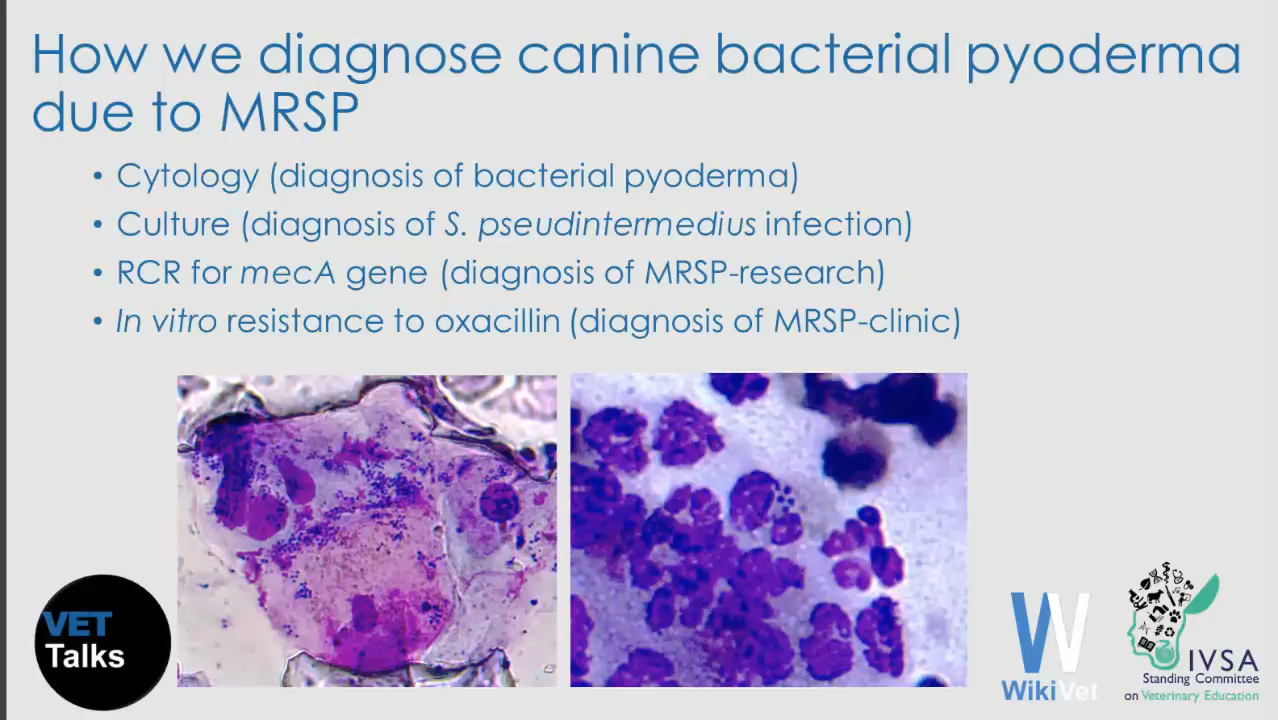 How we diagnose canine bacterial pyoderma
due to MRSP
• Cytology (diagnosis of bacterial pyoderma)
• Culture (diagnosis of S. pseudintermedius infection)
• RCR for mecA gene (diagnosis of MRSP-research)
• In vitro resistance to oxacillin (diagnosis of MRSP-clinic)
VET
Talks
W
WikiVet
IVSA
Standing Committee
on Veterinary Education